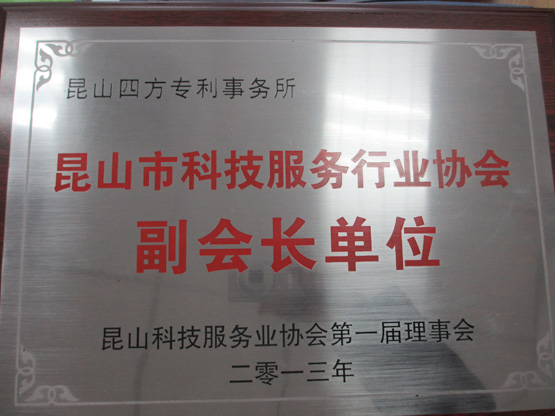 昆山四方专利事务所
昆山市科技服务行业协会
副会长单位
昆山科技服务业协会第一届理事会
二零一三年